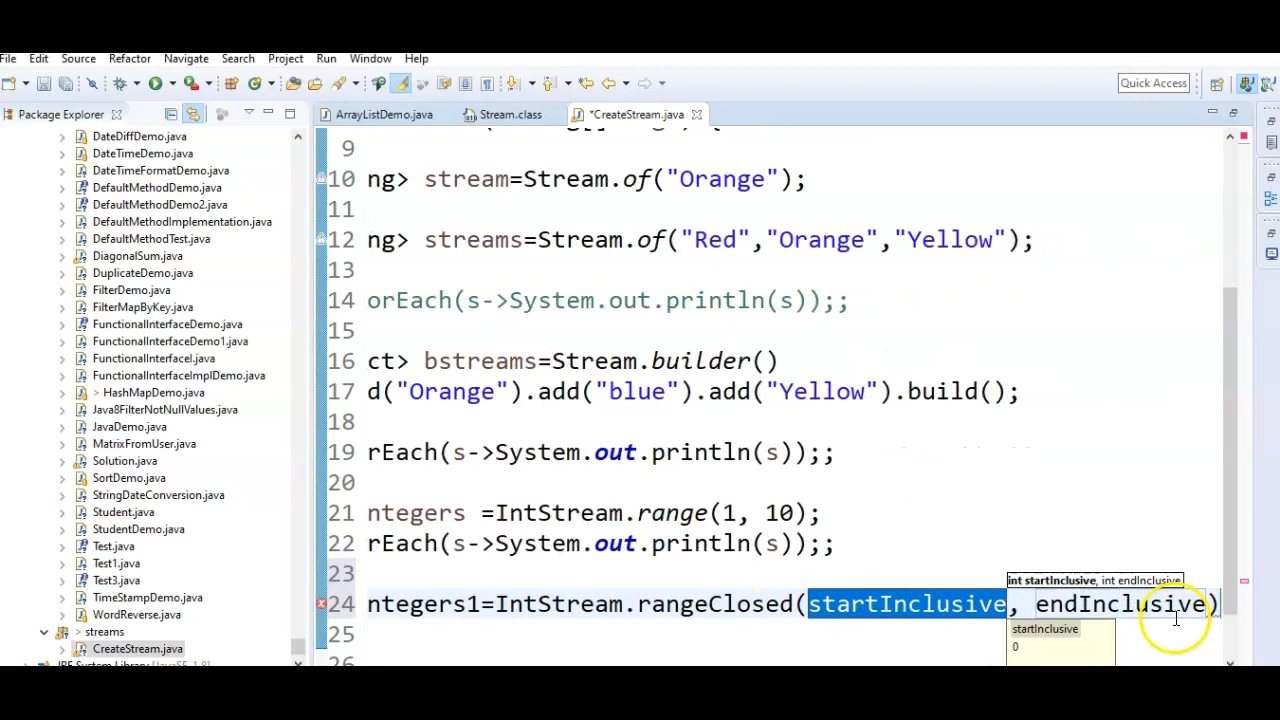 File Edit Source Refactor Navigate Search Project Run Window Help
Quick Access
Package Explorer
ArrayListDemo.java Stream.class *CreateStream.java
DateDiffDemo.java
DateTimeDemo.java
DateTimeFormatDemo.java
DefaultMethodDemo.java
DefaultMethodDemo2.java
DefaultMethodImplementation.java
DefaultMethodTest.java
DiagonalSum.java
DuplicateDemo.java
FilterDemo.java
FilterMapByKey.java
FunctionalInterfaceDemo.java
FunctionalInterfaceDemo1.java
FunctionalInterfaceI.java
FunctionalInterfaceImplDemo.java
> HashMapDemo.java
Java8FilterNotNullValues.java
JavaDemo.java
MatrixFromUser.java
Solution.java
SortDemo.java
StringDateConversion.java
Student.java
StudentDemo.java
Test.java
Test1.java
Test3.java
TimeStampDemo.java
WordReverse.java
> streams
CreateStream.java
JRE System Library [JavaSE-1.8]
9
10 ng> stream=Stream.of("Orange");
11
12 ng> streams=Stream.of("Red","Orange","Yellow");
13
14 orEach(s->System.out.println(s));;
15
16 ct> bstreams=Stream.builder()
17 d("Orange").add("blue").add("Yellow").build();
18
19 rEach(s->System.out.println(s));;
20
21 ntegers =IntStream.range(1, 10);
22 rEach(s->System.out.println(s));;
23
int startInclusive, int endInclusive
24 ntegers1=IntStream.rangeClosed(startInclusive, endInclusive)
startInclusive
25
0
26